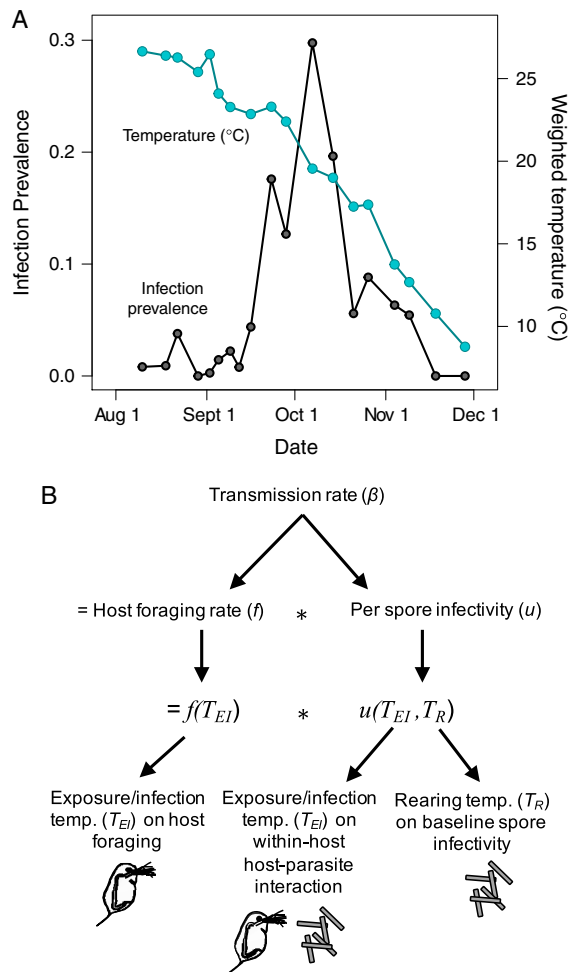 A
0.3
0.2
0.1
0.0
Infection Prevalence
Temperature (°C)
Infection
prevalence
25
20
15
10
Weighted temperature
(°C)
Aug 1 Sept 1 Oct 1 Nov 1 Dec 1
Date
B
Transmission rate (β)
= Host foraging rate (f) * Per spore infectivity (u)
= f(T_EI) * u(T_EI, T_R)
Exposure/infection
temp. (T_EI) on host
foraging
Exposure/infection
temp. (T_EI) on
within-host
host-parasite
interaction
Rearing temp. (T_R)
on baseline spore
infectivity